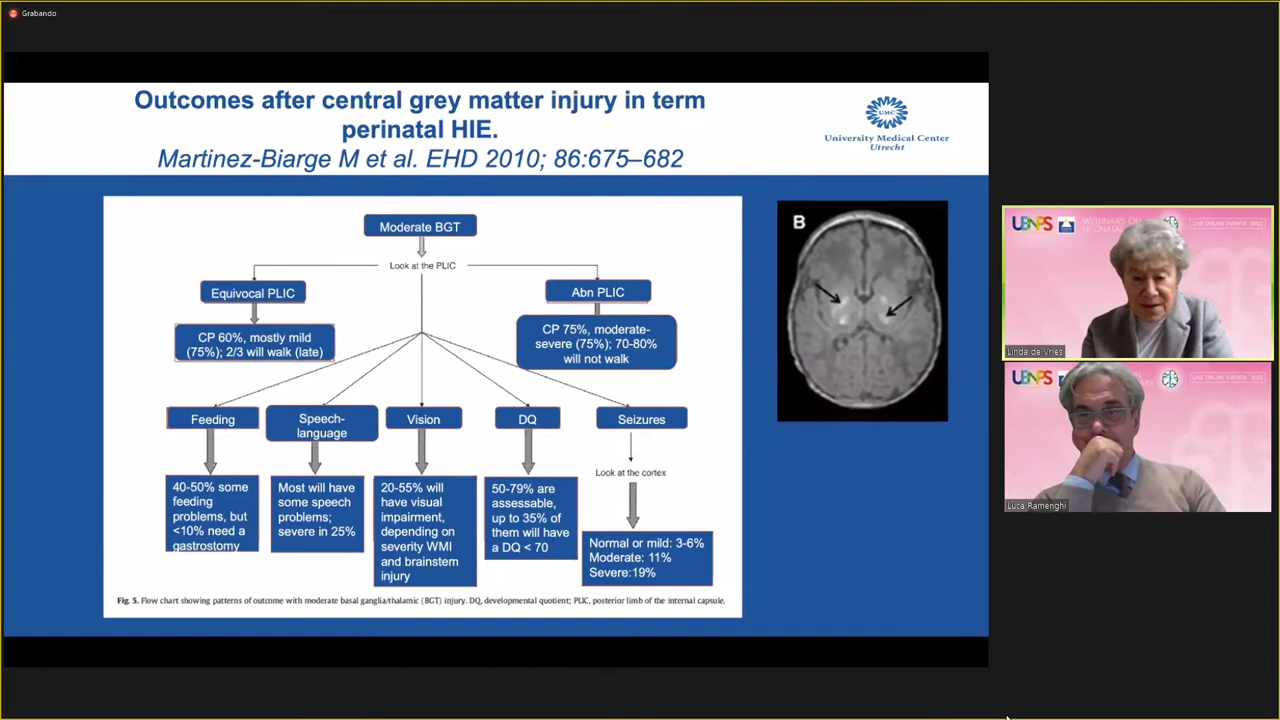 Grabando
Outcomes after central grey matter injury in term
perinatal HIE.
Martinez-Biarge M et al. EHD 2010; 86:675–682
UMC
University Medical Center
Utrecht
Moderate BGT
Look at the PLIC
Equivocal PLIC
Abn PLIC
CP 60%, mostly mild
(75%); 2/3 will walk (late)
CP 75%, moderate-
severe (75%); 70-80%
will not walk
Feeding
Speech-
language
Vision
DQ
Seizures
Look at the cortex
40-50% some
feeding
problems, but
<10% need a
gastrostomy
Most will have
some speech
problems;
severe in 25%
20-55% will
have visual
impairment,
depending on
severity WMI
and brainstem
injury
50-79% are
assessable,
up to 35% of
them will have
a DQ < 70
Normal or mild: 3-6%
Moderate: 11%
Severe:19%
Fig. 5. Flow chart showing patterns of outcome with moderate basal ganglia/thalamic (BGT) injury. DQ, developmental quotient; PLIC, posterior limb of the internal capsule.
B
WEBINARS ON
LIVE ONLINE EVENTS - 2022
Linda de Vries
Luca Ramenghi